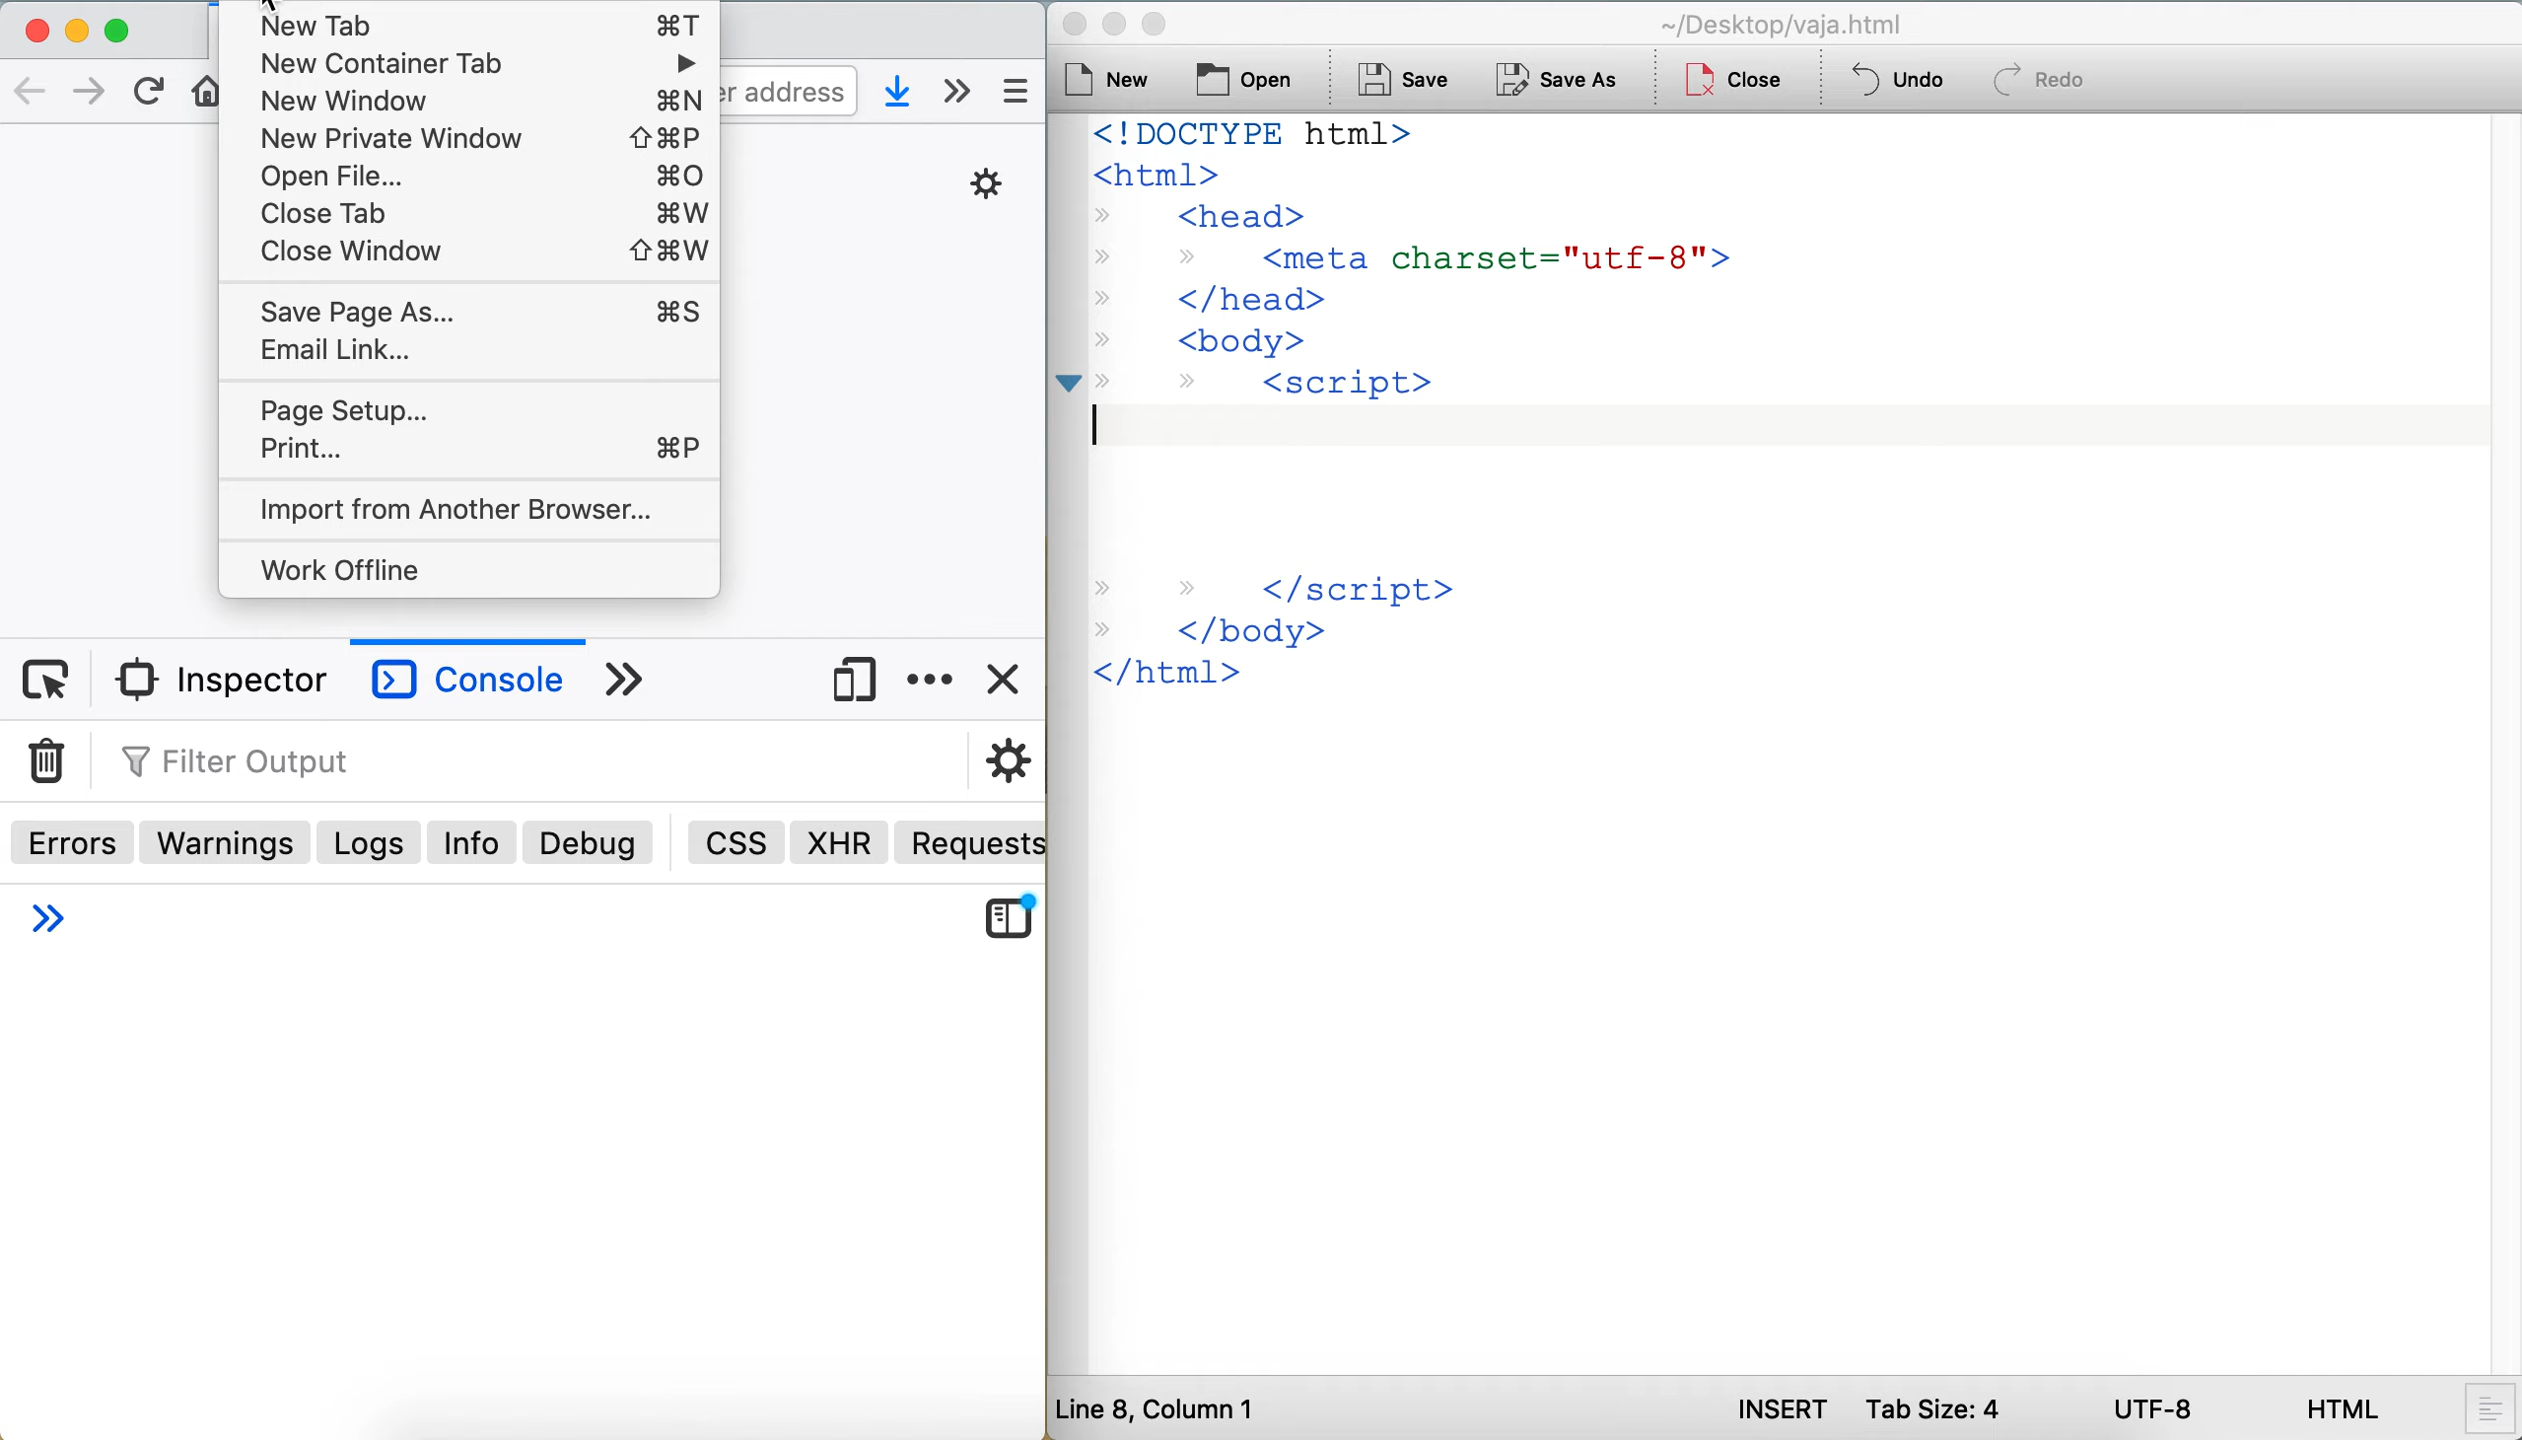 New Tab ⌘T
New Container Tab ▶
New Window ⌘N
New Private Window ⇧⌘P
Open File... ⌘O
Close Tab ⌘W
Close Window ⇧⌘W
Save Page As... ⌘S
Email Link...
Page Setup...
Print... ⌘P
Import from Another Browser...
Work Offline
address
Inspector Console
Filter Output
Errors Warnings Logs Info Debug CSS XHR Requests
~/Desktop/vaja.html
New Open Save Save As Close Undo Redo
<!DOCTYPE html>
<html>
» <head>
» » <meta charset="utf-8">
» </head>
» <body>
» » <script>
» » </script>
» </body>
</html>
Line 8, Column 1 INSERT Tab Size: 4 UTF-8 HTML